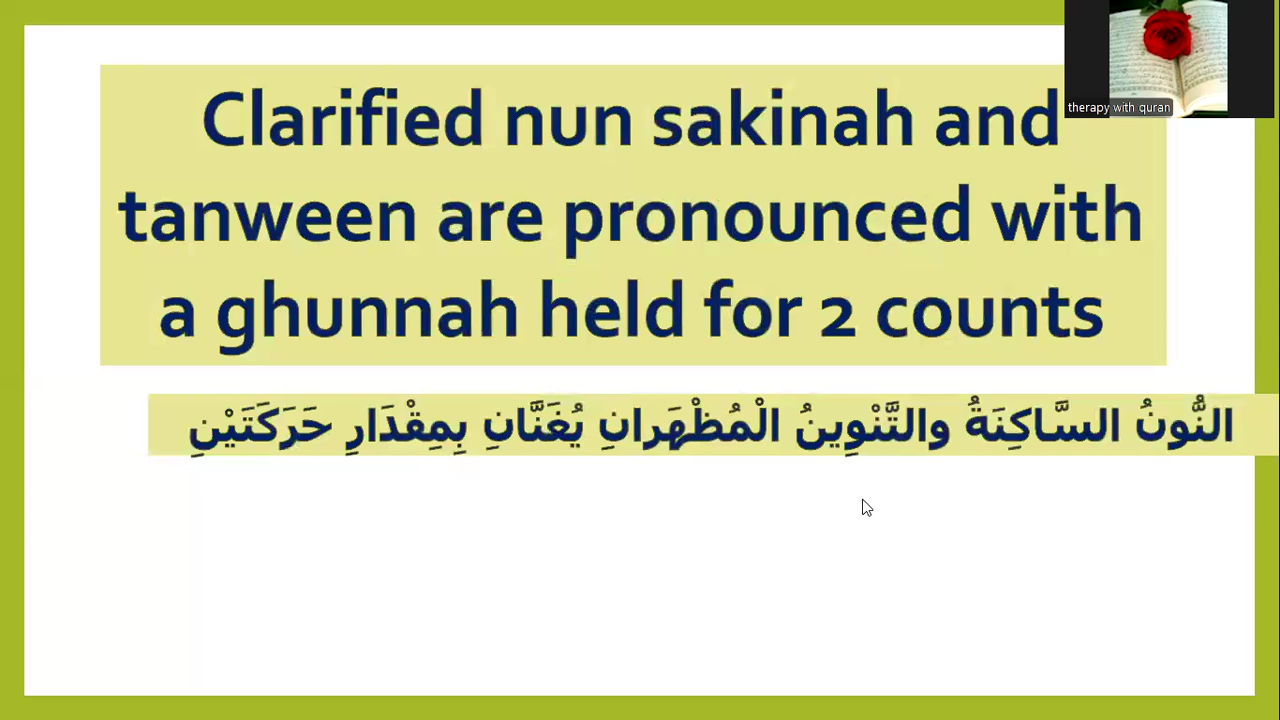 therapy with quran
Clarified nun sakinah and
tanween are pronounced with
a ghunnah held for 2 counts
النُّونُ السَّاكِنَةُ والتَّنْوِينُ الْمُظْهَرانِ يُغَنَّانِ بِمِقْدَارِ حَرَكَتَيْنِ